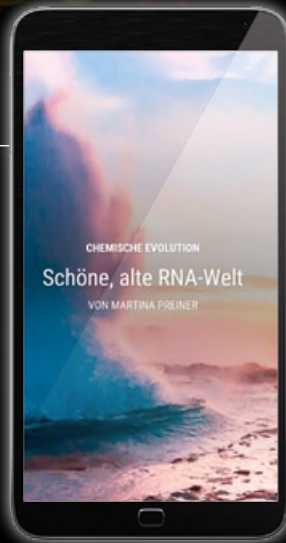 CHEMISCHE EVOLUTION
Schöne, alte RNA-Welt
VON MARTINA PREINER